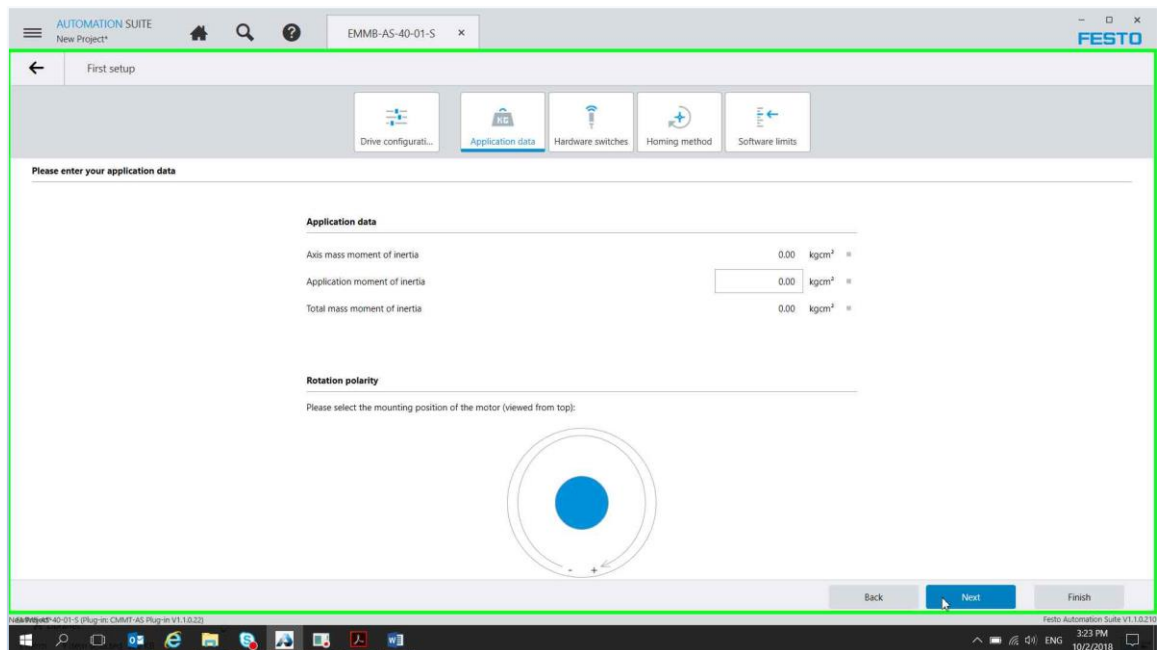 AUTOMATION SUITE
New Project*
EMMB-AS-40-01-S ×
FESTO
First setup
KG
Drive configurati...
Application data
Hardware switches
Homing method
Software limits
Please enter your application data
Application data
Axis mass moment of inertia 0.00 kgcm²
Application moment of inertia 0.00 kgcm²
Total mass moment of inertia 0.00 kgcm²
Rotation polarity
Please select the mounting position of the motor (viewed from top):
- +
Back Next Finish
-40-01-S (Plug-in: CMMT-AS Plug-in V1.1.0.22) Festo Automation Suite V1.1.0.210
ENG 3:23 PM
10/2/2018